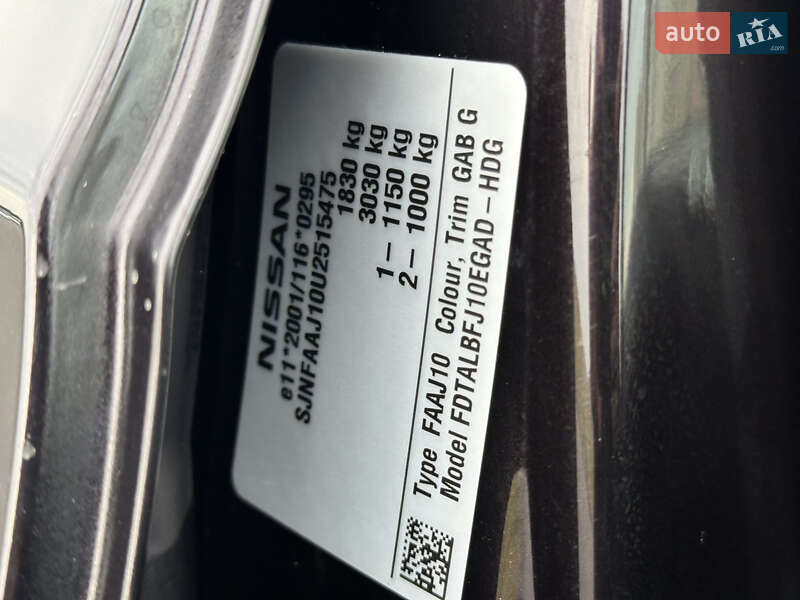 NISSAN
e11*2001/116*0295
SJNFAAJ10U2515475
1830 kg
3030 kg
1– 1150 kg
2– 1000 kg
Type FAAJ10 Colour, Trim GAB G
Model FDTALBFJ10EGAD–HDG
auto RIA
.com